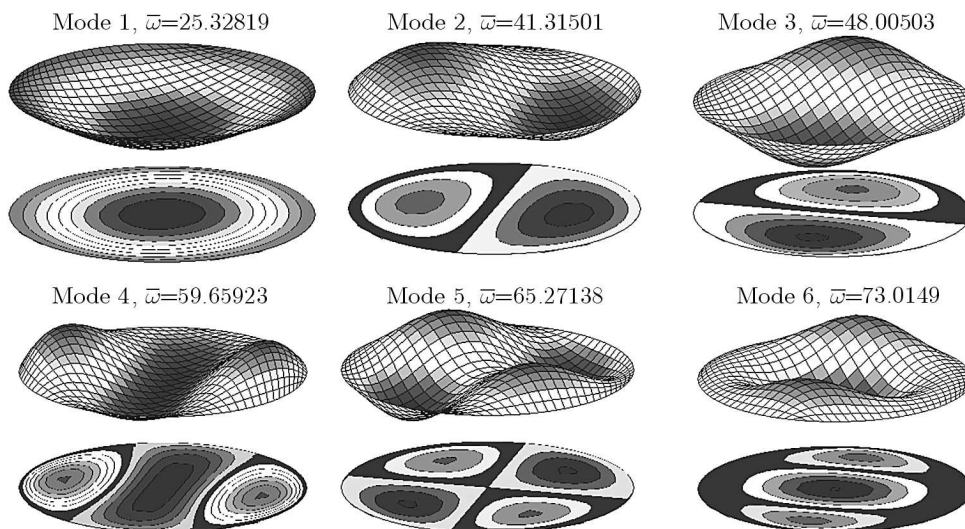 Mode 1, ω̅=25.32819
Mode 2, ω̅=41.31501
Mode 3, ω̅=48.00503
Mode 4, ω̅=59.65923
Mode 5, ω̅=65.27138
Mode 6, ω̅=73.0149